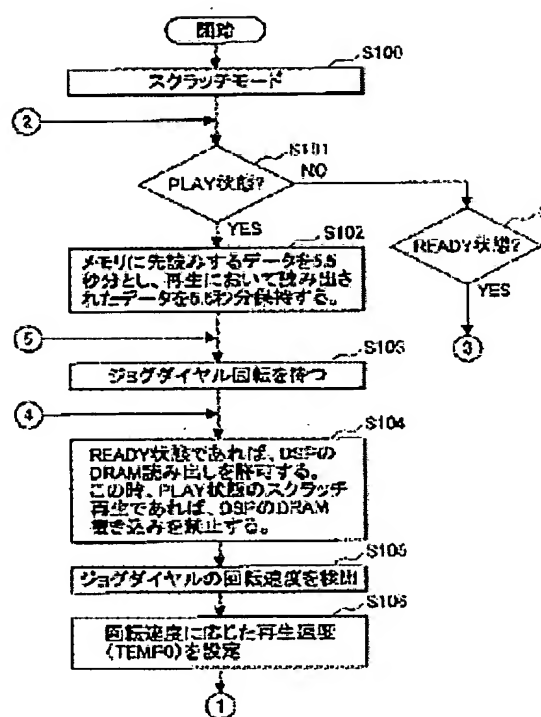 開始
S100
スクラッチモード
2
S101
PLAY状態?
NO
YES
S102
READY状態?
YES
メモリに先読みするデータを5.5
秒分とし、再生において読み出さ
れたデータを5.5秒分保持する。
3
5
S103
ジョグダイヤル回転を待つ
4
S104
READY状態であれば、DSPの
DRAM読み出しを許可する。
この時、PLAY状態のスクラッチ
再生であれば、DSPのDRAM
書き込みを禁止する。
S105
ジョグダイヤルの回転速度を検出
S106
回転速度に応じた再生速度
(TEMPO)を設定
1